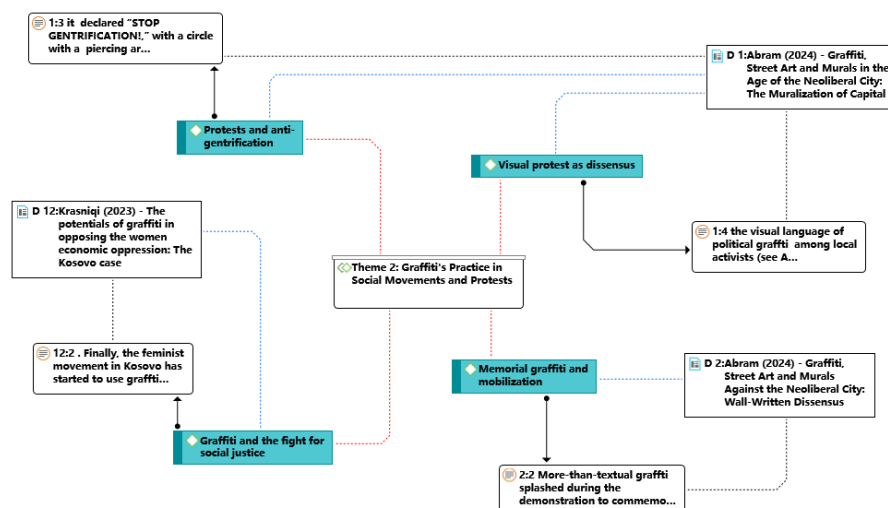 1:3 it declared “STOP
GENTRIFICATION!,” with a circle
with a piercing ar...
D 1:Abram (2024) - Graffiti,
Street Art and Murals in the
Age of the Neoliberal City:
The Muralization of Capital
Protests and anti-
gentrification
Visual protest as dissensus
D 12:Krasniqi (2023) - The
potentials of graffiti in
opposing the women
economic oppression: The
Kosovo case
1:4 the visual language of
political graffti among local
activists (see A...
Theme 2: Graffiti's Practice in
Social Movements and Protests
12:2 . Finally, the feminist
movement in Kosovo has
started to use graffti...
Memorial graffiti and
mobilization
D 2:Abram (2024) - Graffiti,
Street Art and Murals
Against the Neoliberal City:
Wall-Written Dissensus
Graffiti and the fight for
social justice
2:2 More-than-textual graffti
splashed during the
demonstration to commemo...